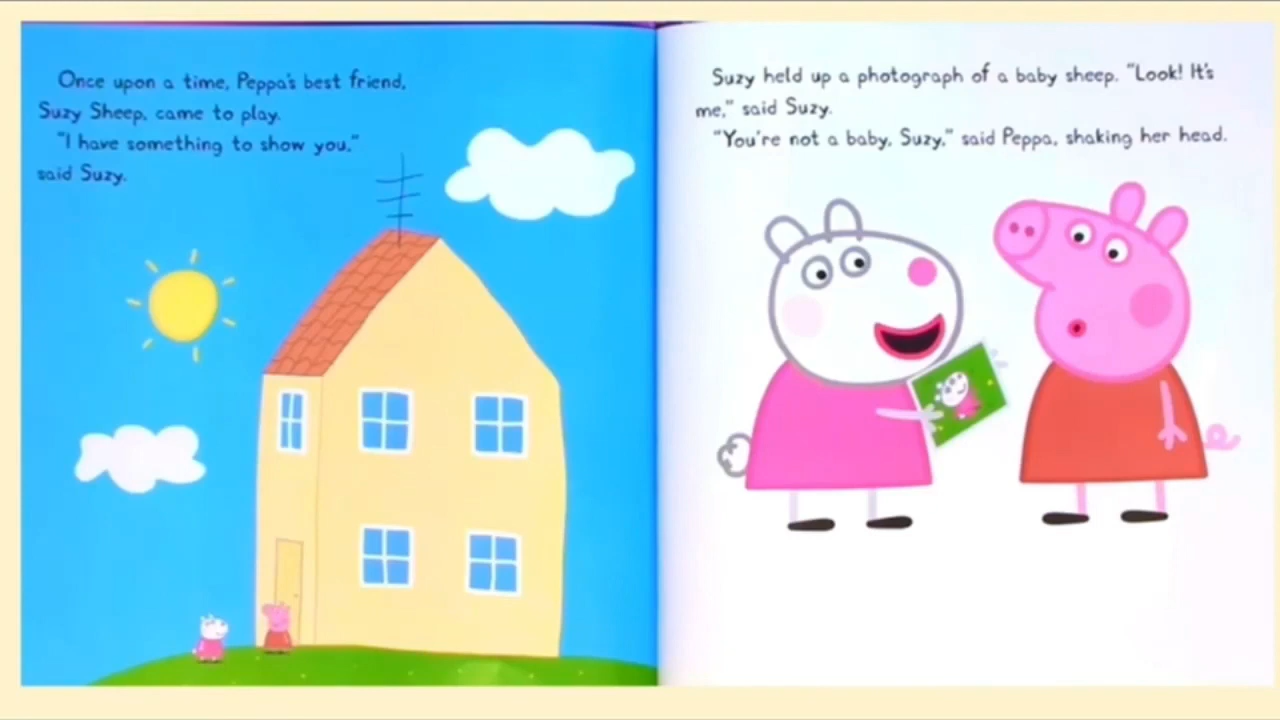 Once upon a time, Peppa's best friend,
Suzy Sheep, came to play.
"I have something to show you,"
said Suzy.
Suzy held up a photograph of a baby sheep. "Look! It's
me," said Suzy.
"You're not a baby, Suzy," said Peppa, shaking her head.